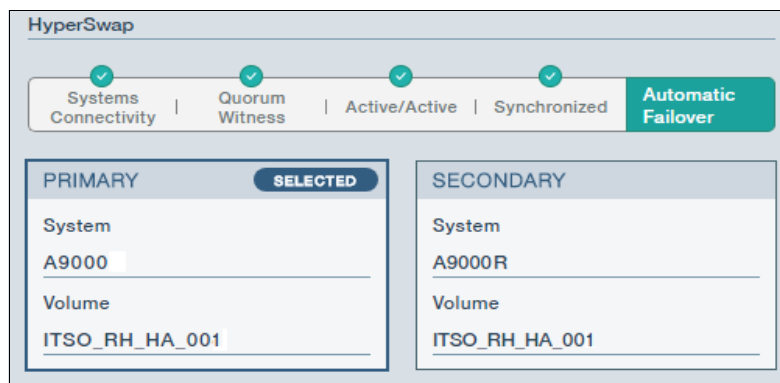 HyperSwap
Systems Connectivity | Quorum Witness | Active/Active | Synchronized Automatic Failover
PRIMARY SELECTED
System
A9000
Volume
ITSO_RH_HA_001
SECONDARY
System
A9000R
Volume
ITSO_RH_HA_001